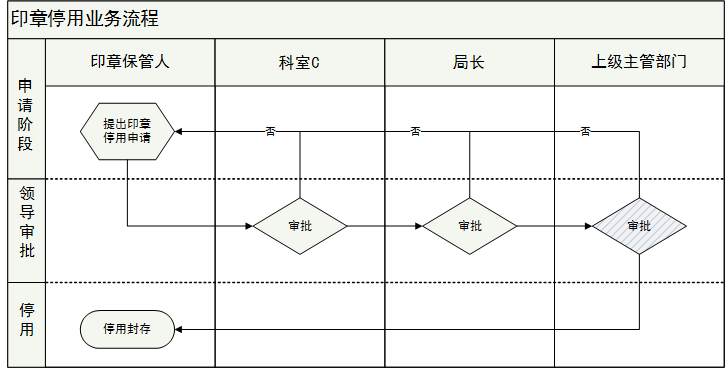 印章停用业务流程
印章保管人
科室C
局长
上级主管部门
申请阶段
提出印章
停用申请
否
否
否
领导审批
审批
审批
审批
停用
停用封存